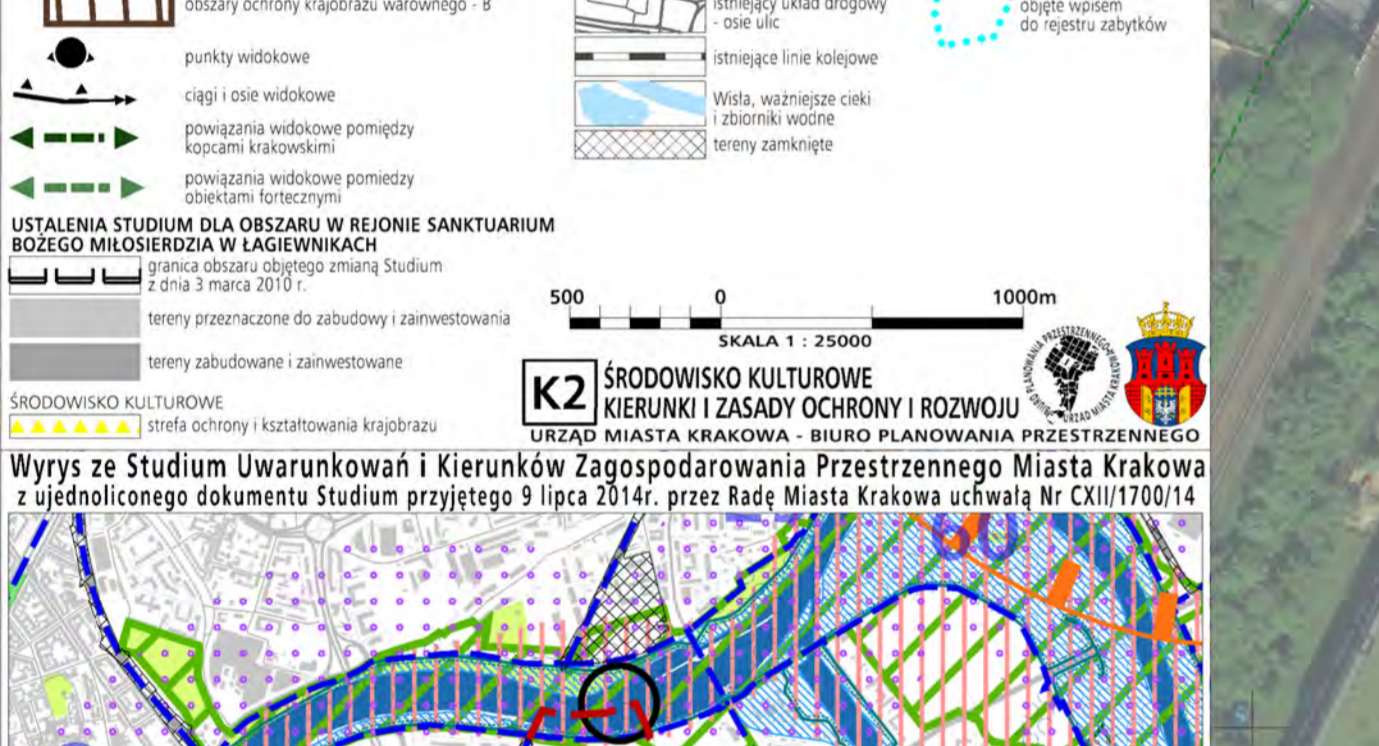 obszary ochrony krajobrazu warownego - B
punkty widokowe
ciągi i osie widokowe
powiązania widokowe pomiędzy
kopcami krakowskimi
powiązania widokowe pomiedzy
obiektami fortecznymi
istniejący układ drogowy
- osie ulic
istniejące linie kolejowe
Wisła, ważniejsze cieki
i zbiorniki wodne
tereny zamknięte
objęte wpisem
do rejestru zabytków
USTALENIA STUDIUM DLA OBSZARU W REJONIE SANKTUARIUM
BOŻEGO MIŁOSIERDZIA W ŁAGIEWNIKACH
granica obszaru objętego zmianą Studium
z dnia 3 marca 2010 r.
tereny przeznaczone do zabudowy i zainwestowania
tereny zabudowane i zainwestowane
ŚRODOWISKO KULTUROWE
strefa ochrony i kształtowania krajobrazu
500 0 1000m
SKALA 1 : 25000
K2
ŚRODOWISKO KULTUROWE
KIERUNKI I ZASADY OCHRONY I ROZWOJU
BIURO PLANOWANIA PRZESTRZENNEGO
URZĄD MIASTA KRAKOWA
URZĄD MIASTA KRAKOWA - BIURO PLANOWANIA PRZESTRZENNEGO
Wyrys ze Studium Uwarunkowań i Kierunków Zagospodarowania Przestrzennego Miasta Krakowa
z ujednoliconego dokumentu Studium przyjętego 9 lipca 2014r. przez Radę Miasta Krakowa uchwałą Nr CXII/1700/14